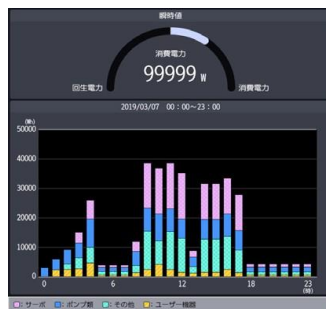 瞬時値
消費電力
99999 W
回生電力
消費電力
2019/03/07 00：00～23：00
(Wh)
50000
40000
30000
20000
10000
0
0 6 12 18 23
(時)
：サーボ ：ポンプ類 ：その他 ：ユーザー機器